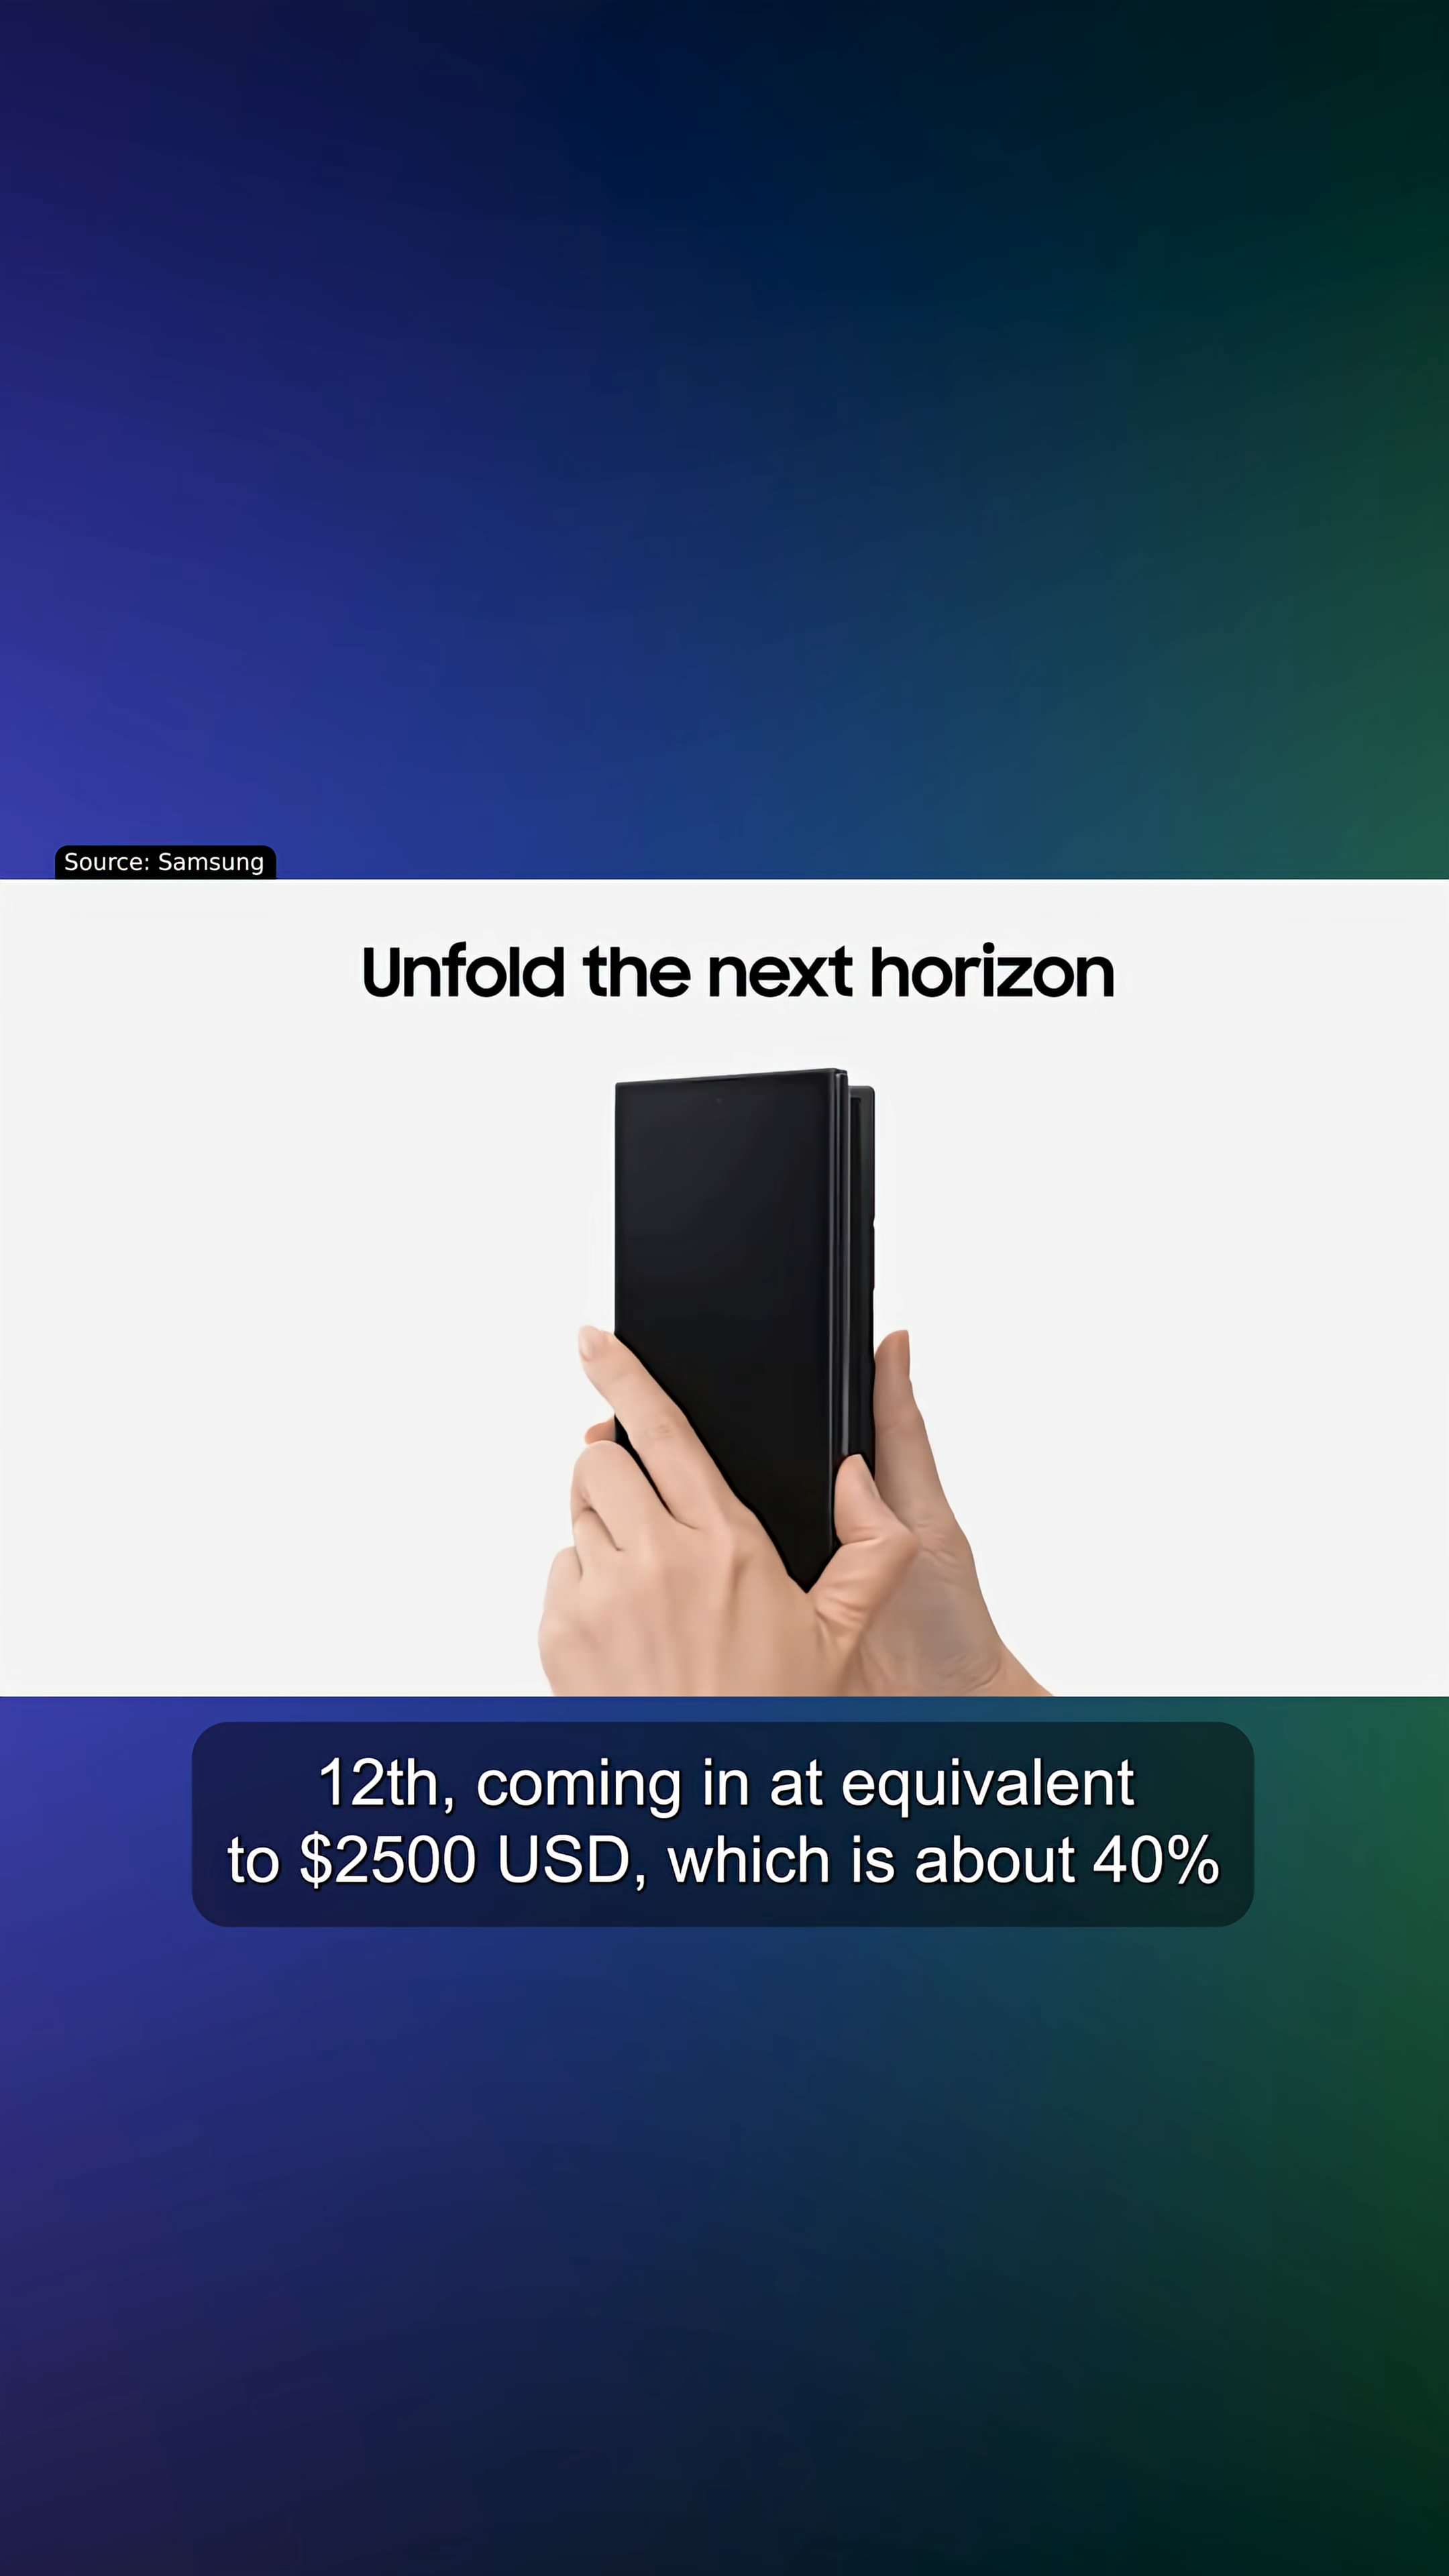 Source: Samsung
Unfold the next horizon
12th, coming in at equivalent
to $2500 USD, which is about 40%